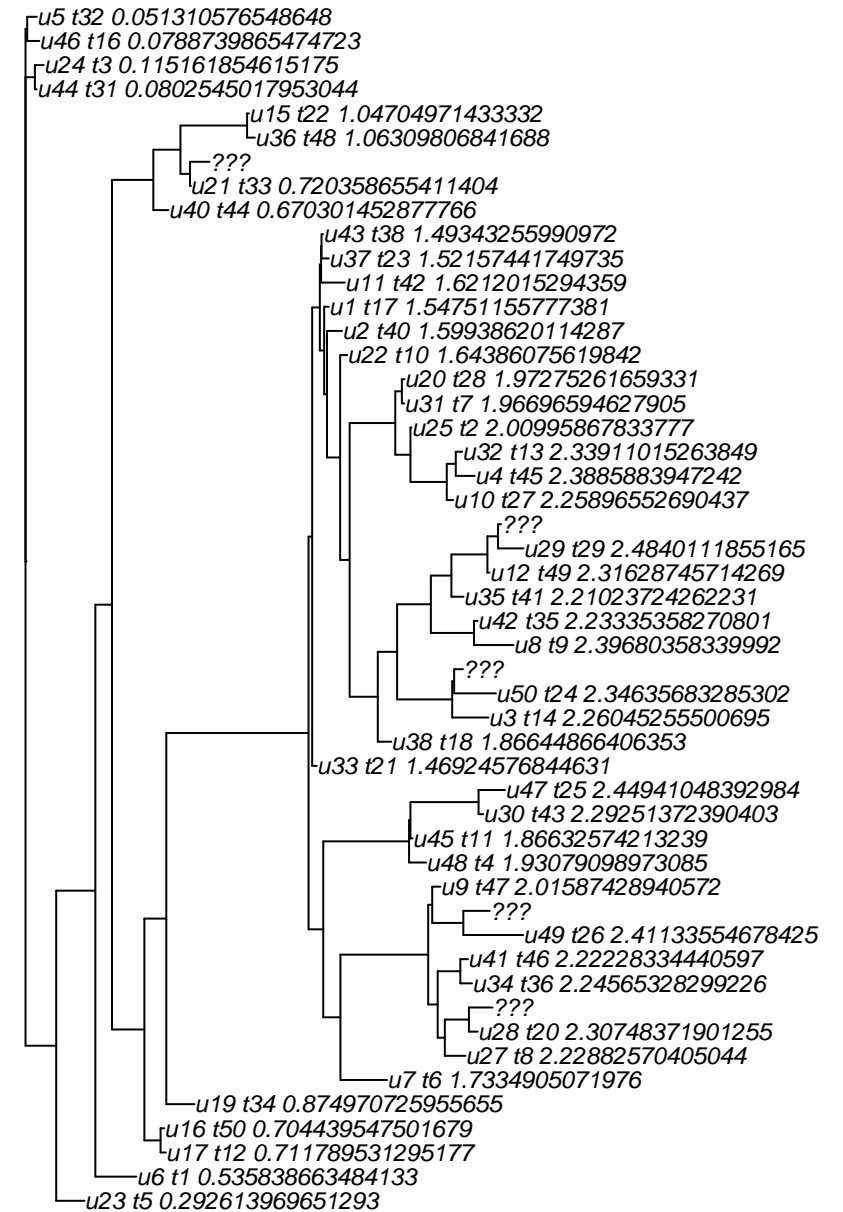 u5 t32 0.051310576548648
u46 t16 0.0788739865474723
u24 t3 0.115161854615175
u44 t31 0.0802545017953044
u15 t22 1.04704971433332
u36 t48 1.06309806841688
???
u21 t33 0.720358655411404
u40 t44 0.670301452877766
u43 t38 1.49343255990972
u37 t23 1.52157441749735
u11 t42 1.6212015294359
u1 t17 1.54751155777381
u2 t40 1.59938620114287
u22 t10 1.64386075619842
u20 t28 1.97275261659331
u31 t7 1.96696594627905
u25 t2 2.00995867833777
u32 t13 2.33911015263849
u4 t45 2.3885883947242
u10 t27 2.25896552690437
???
u29 t29 2.4840111855165
u12 t49 2.31628745714269
u35 t41 2.21023724262231
u42 t35 2.23335358270801
u8 t9 2.39680358339992
???
u50 t24 2.34635683285302
u3 t14 2.26045255500695
u38 t18 1.86644866406353
u33 t21 1.46924576844631
u47 t25 2.44941048392984
u30 t43 2.29251372390403
u45 t11 1.86632574213239
u48 t4 1.93079098973085
u9 t47 2.01587428940572
???
u49 t26 2.41133554678425
u41 t46 2.22228334440597
u34 t36 2.24565328299226
???
u28 t20 2.30748371901255
u27 t8 2.22882570405044
u7 t6 1.7334905071976
u19 t34 0.874970725955655
u16 t50 0.704439547501679
u17 t12 0.711789531295177
u6 t1 0.535838663484133
u23 t5 0.292613969651293